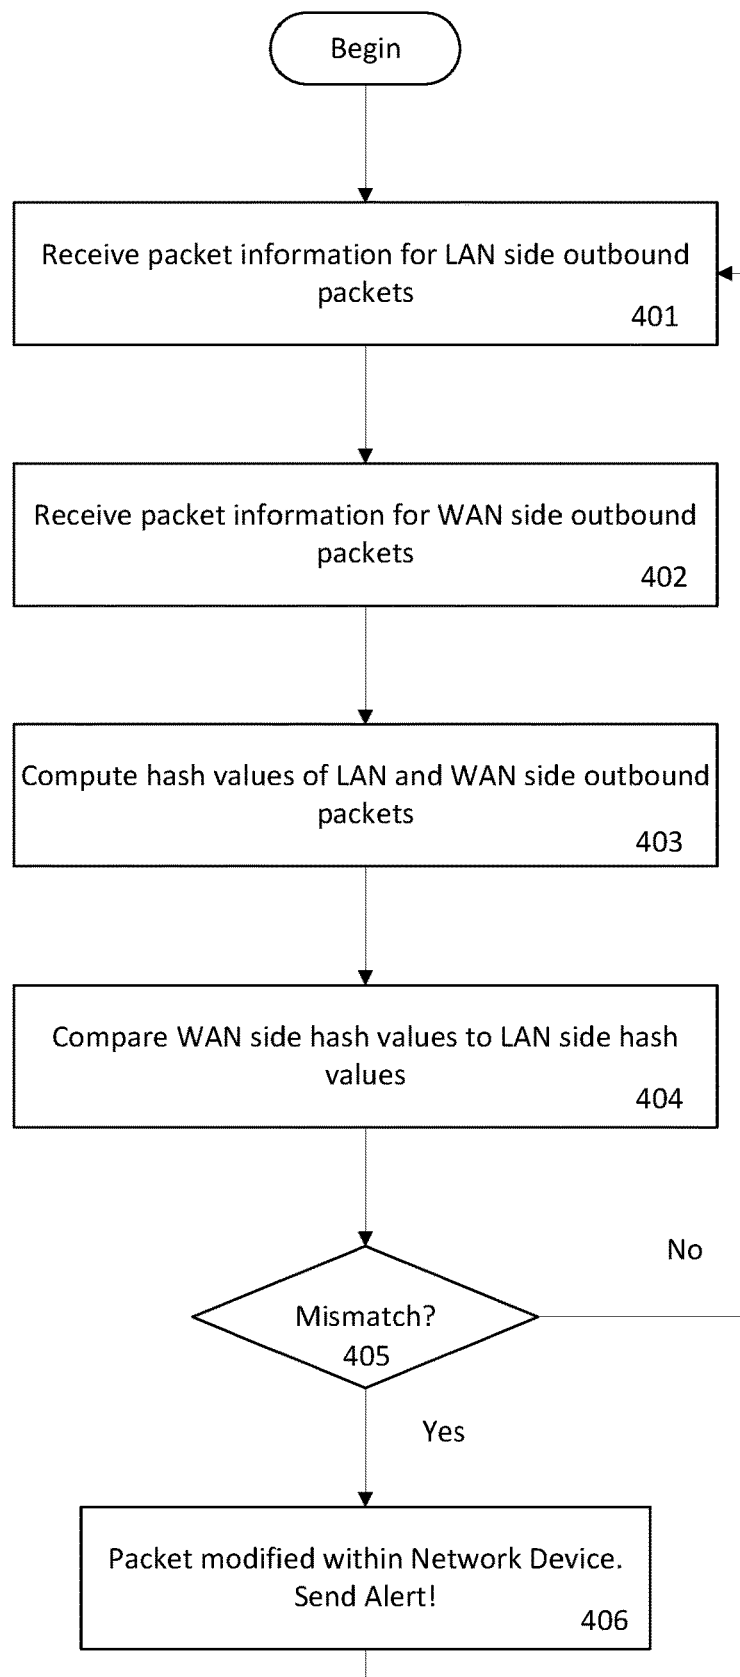 Begin
Receive packet information for LAN side outbound
packets
401
Receive packet information for WAN side outbound
packets
402
Compute hash values of LAN and WAN side outbound
packets
403
Compare WAN side hash values to LAN side hash
values
404
No
Mismatch?
405
Yes
Packet modified within Network Device.
Send Alert!
406